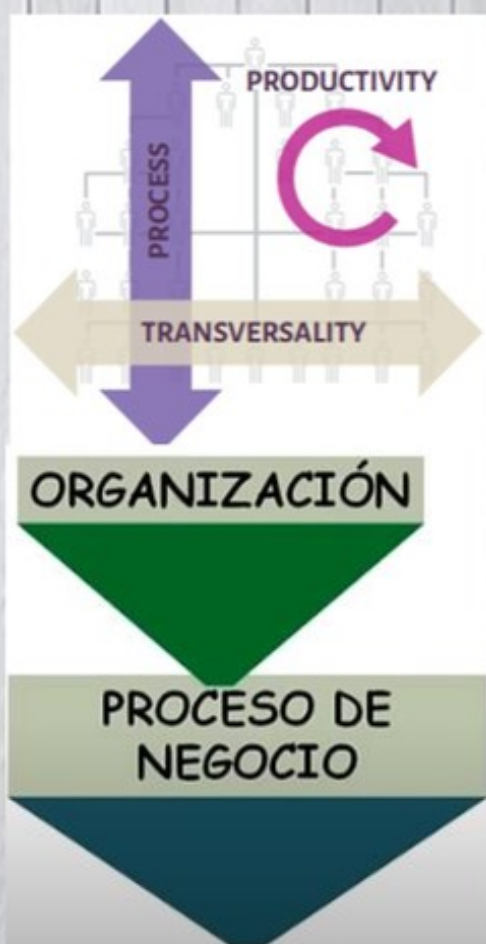 PRODUCTIVITY
PROCESS
TRANSVERSALITY
ORGANIZACIÓN
PROCESO DE
NEGOCIO